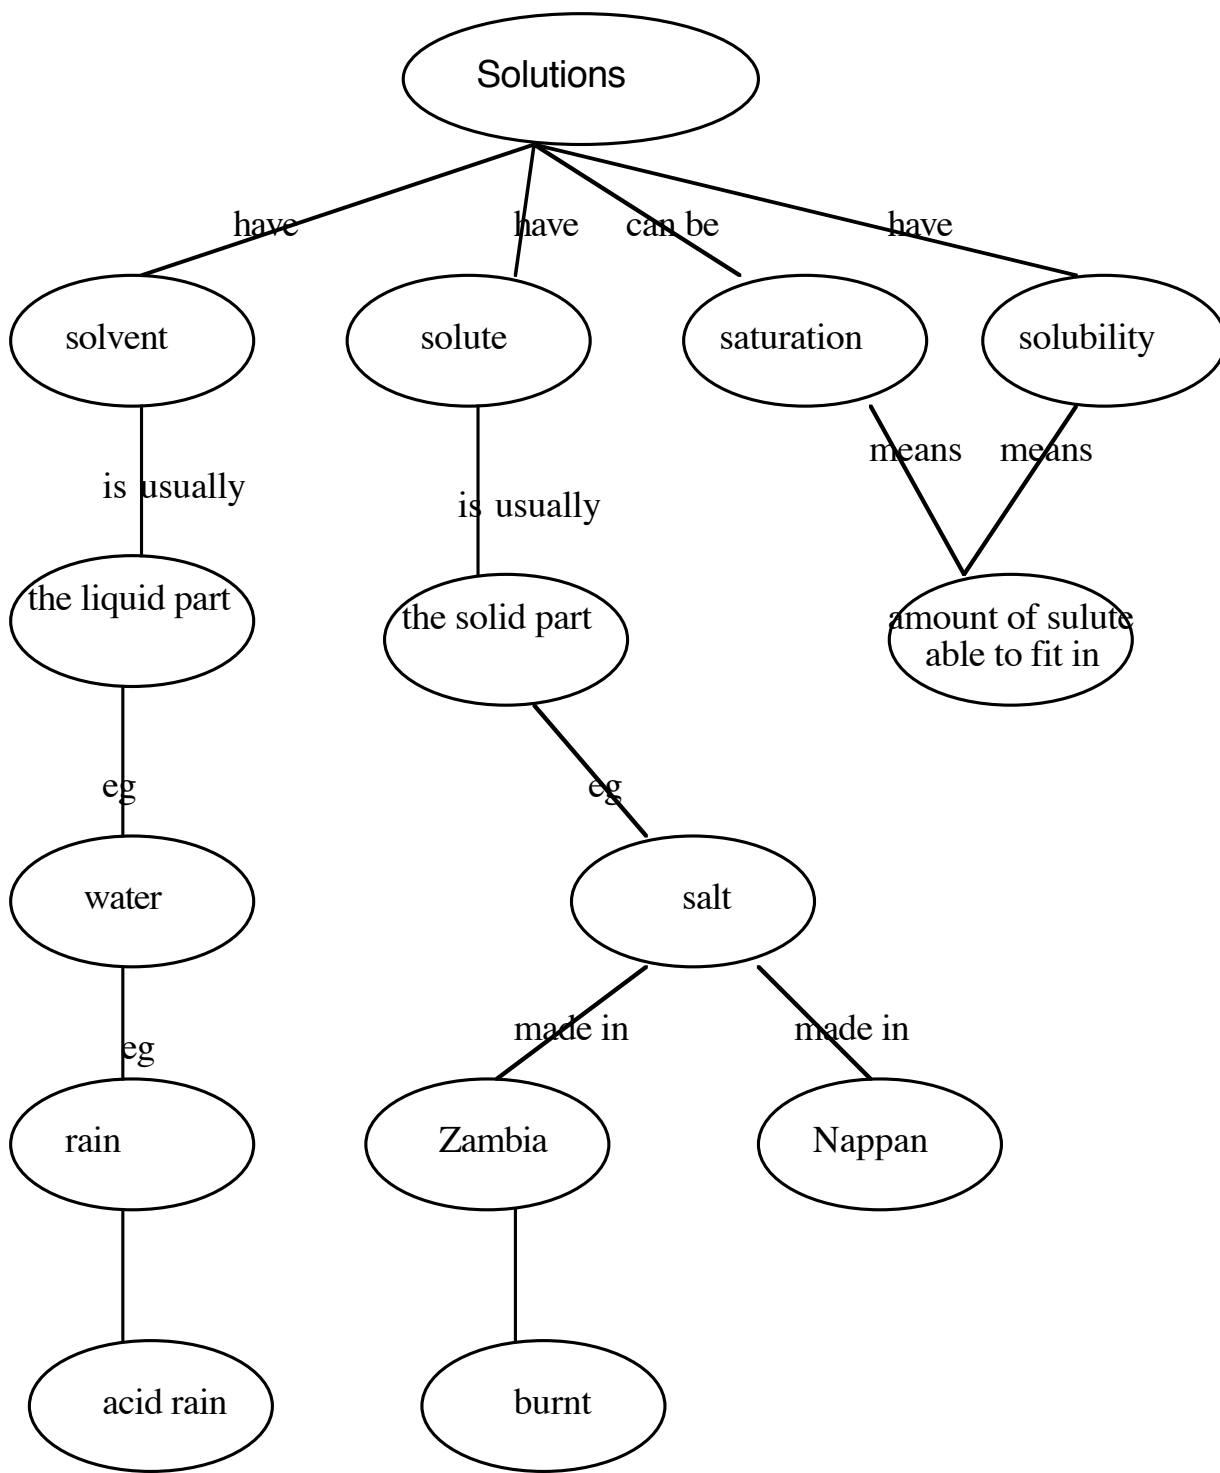 Solutions
have
have
can be
have
solvent
solute
saturation
solubility
means
means
is usually
is usually
the liquid part
the solid part
amount of sulute
able to fit in
eg
eg
water
salt
made in
made in
eg
rain
Zambia
Nappan
acid rain
burnt